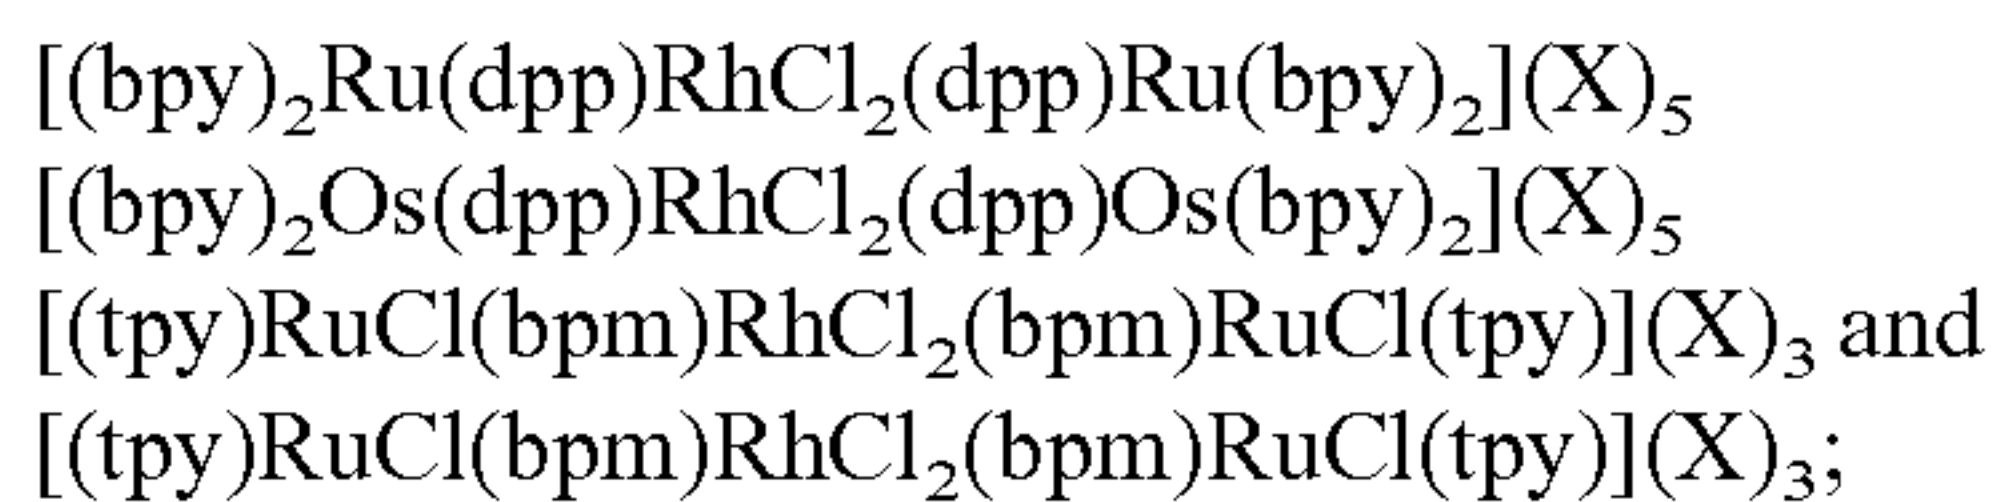 [(bpy)₂Ru(dpp)RhCl₂(dpp)Ru(bpy)₂](X)₅
[(bpy)₂Os(dpp)RhCl₂(dpp)Os(bpy)₂](X)₅
[(tpy)RuCl(bpm)RhCl₂(bpm)RuCl(tpy)](X)₃ and
[(tpy)RuCl(bpm)RhCl₂(bpm)RuCl(tpy)](X)₃;